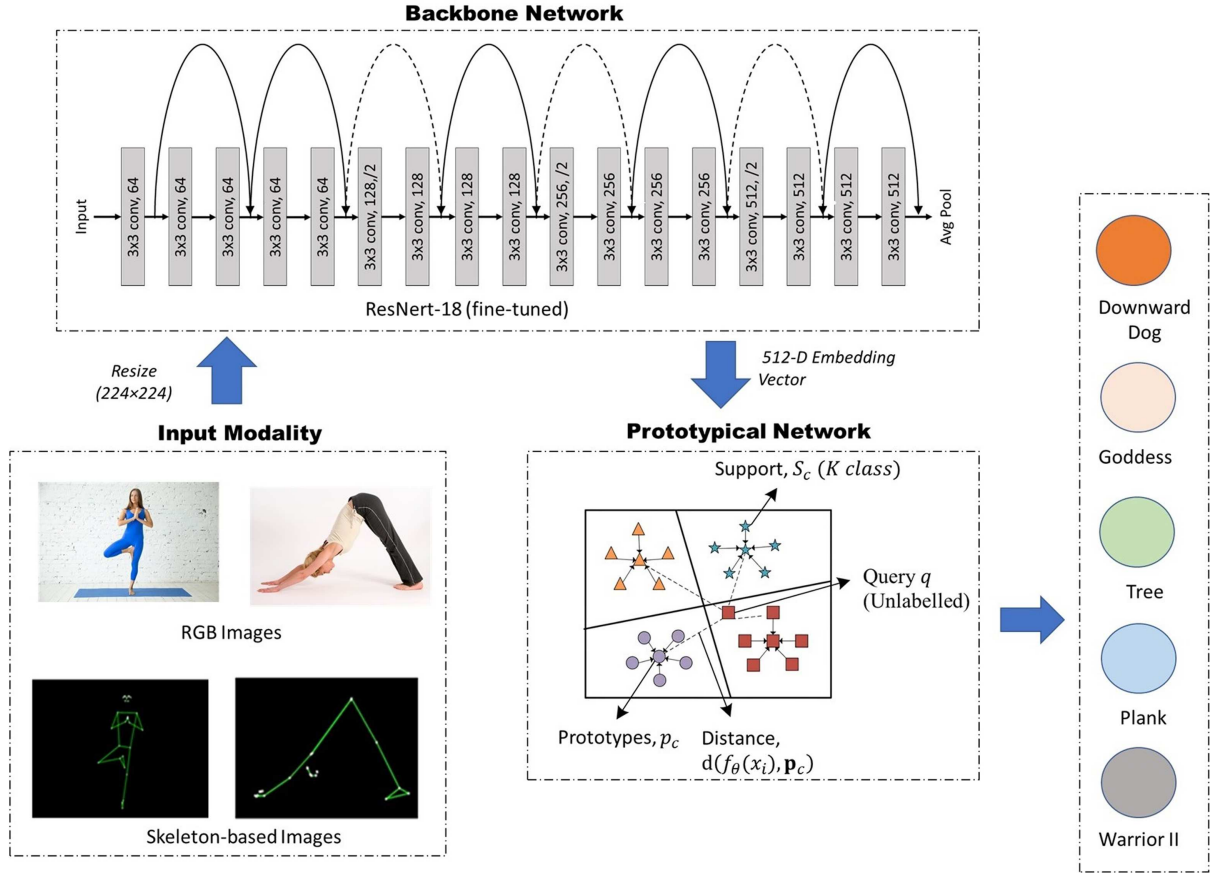 Backbone Network
Input
3x3 conv, 64
3x3 conv, 64
3x3 conv, 64
3x3 conv, 64
3x3 conv, 64
3x3 conv, 128,/2
3x3 conv, 128
3x3 conv, 128
3x3 conv, 128
3x3 conv, 256, /2
3x3 conv, 256
3x3 conv, 256
3x3 conv, 256
3x3 conv, 512, /2
3x3 conv, 512
3x3 conv, 512
3x3 conv, 512
Avg Pool
ResNert-18 (fine-tuned)
Resize
(224×224)
512-D Embedding
Vector
Input Modality
RGB Images
Skeleton-based Images
Prototypical Network
Support, S_c (K class)
Query q
(Unlabelled)
Prototypes, p_c
Distance,
d(f_θ(x_i), p_c)
Downward
Dog
Goddess
Tree
Plank
Warrior II